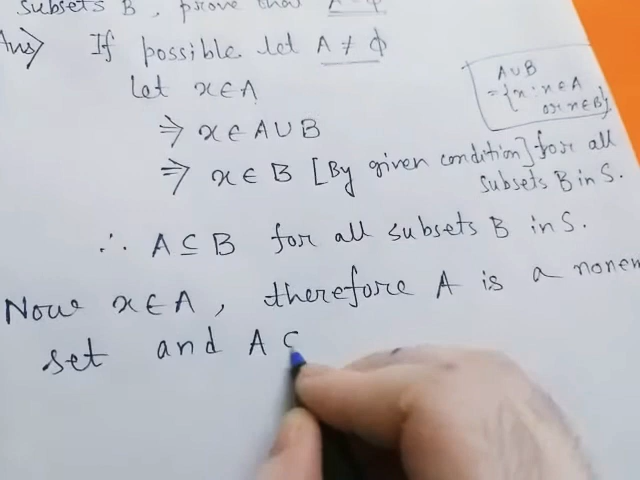 subsets B, prove that A = ϕ
Ans> If possible let A ≠ ϕ
let x ∈ A
⇒ x ∈ A ∪ B
⇒ x ∈ B [By given condition] for all subsets B in S.
A ∪ B
= {x : x ∈ A
or x ∈ B}
∴ A ⊆ B for all subsets B in S.
Now x ∈ A, therefore A is a nonem
set and A